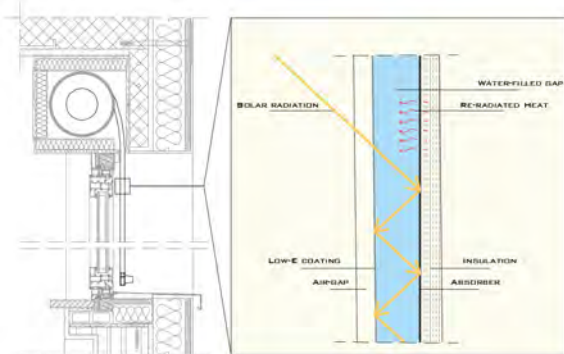 WATER-FILLED GAP
SOLAR RADIATION
RE-RADIATED HEAT
LOW-E COATING
INSULATION
AIR-GAP
ABSORBER